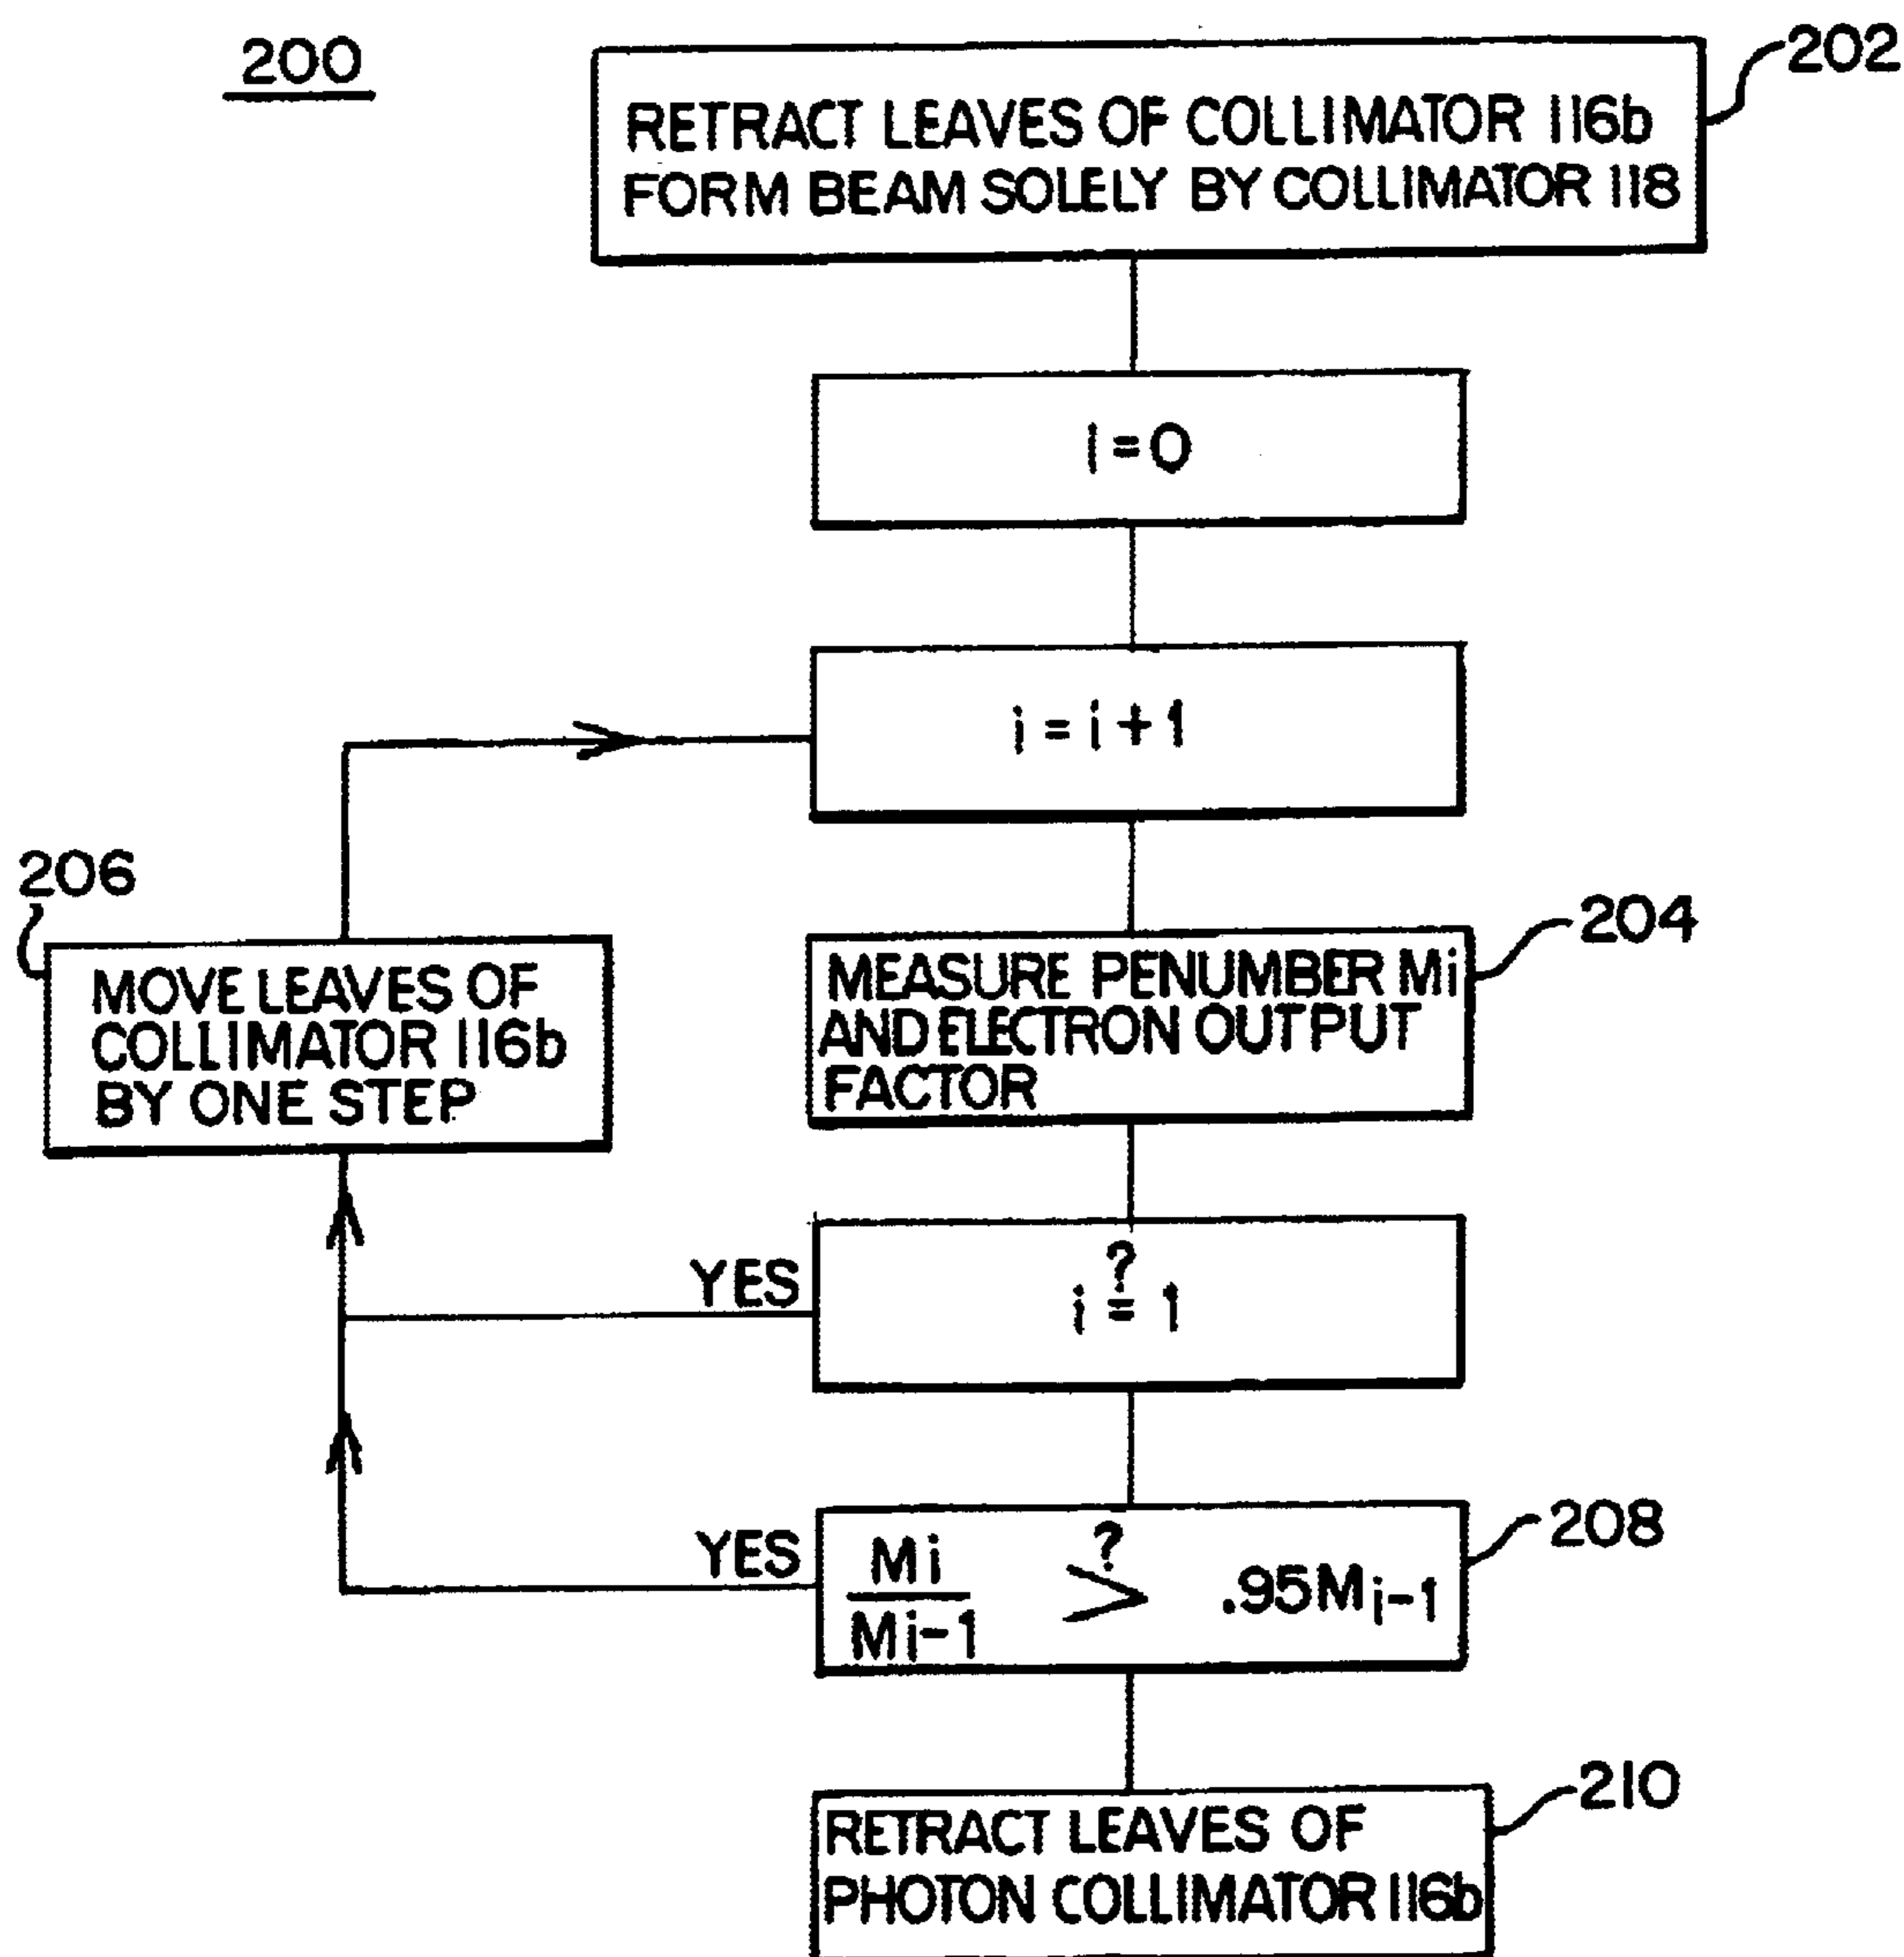 200
202
RETRACT LEAVES OF COLLIMATOR 116b
FORM BEAM SOLELY BY COLLIMATOR 118
I=0
i=i+1
206
MOVE LEAVES OF
COLLIMATOR 116b
BY ONE STEP
204
MEASURE PENUMBER Mi
AND ELECTRON OUTPUT
FACTOR
YES
?
i = 1
208
YES
Mi
Mi-1
?
> .95Mi-1
210
RETRACT LEAVES OF
PHOTON COLLIMATOR 116b